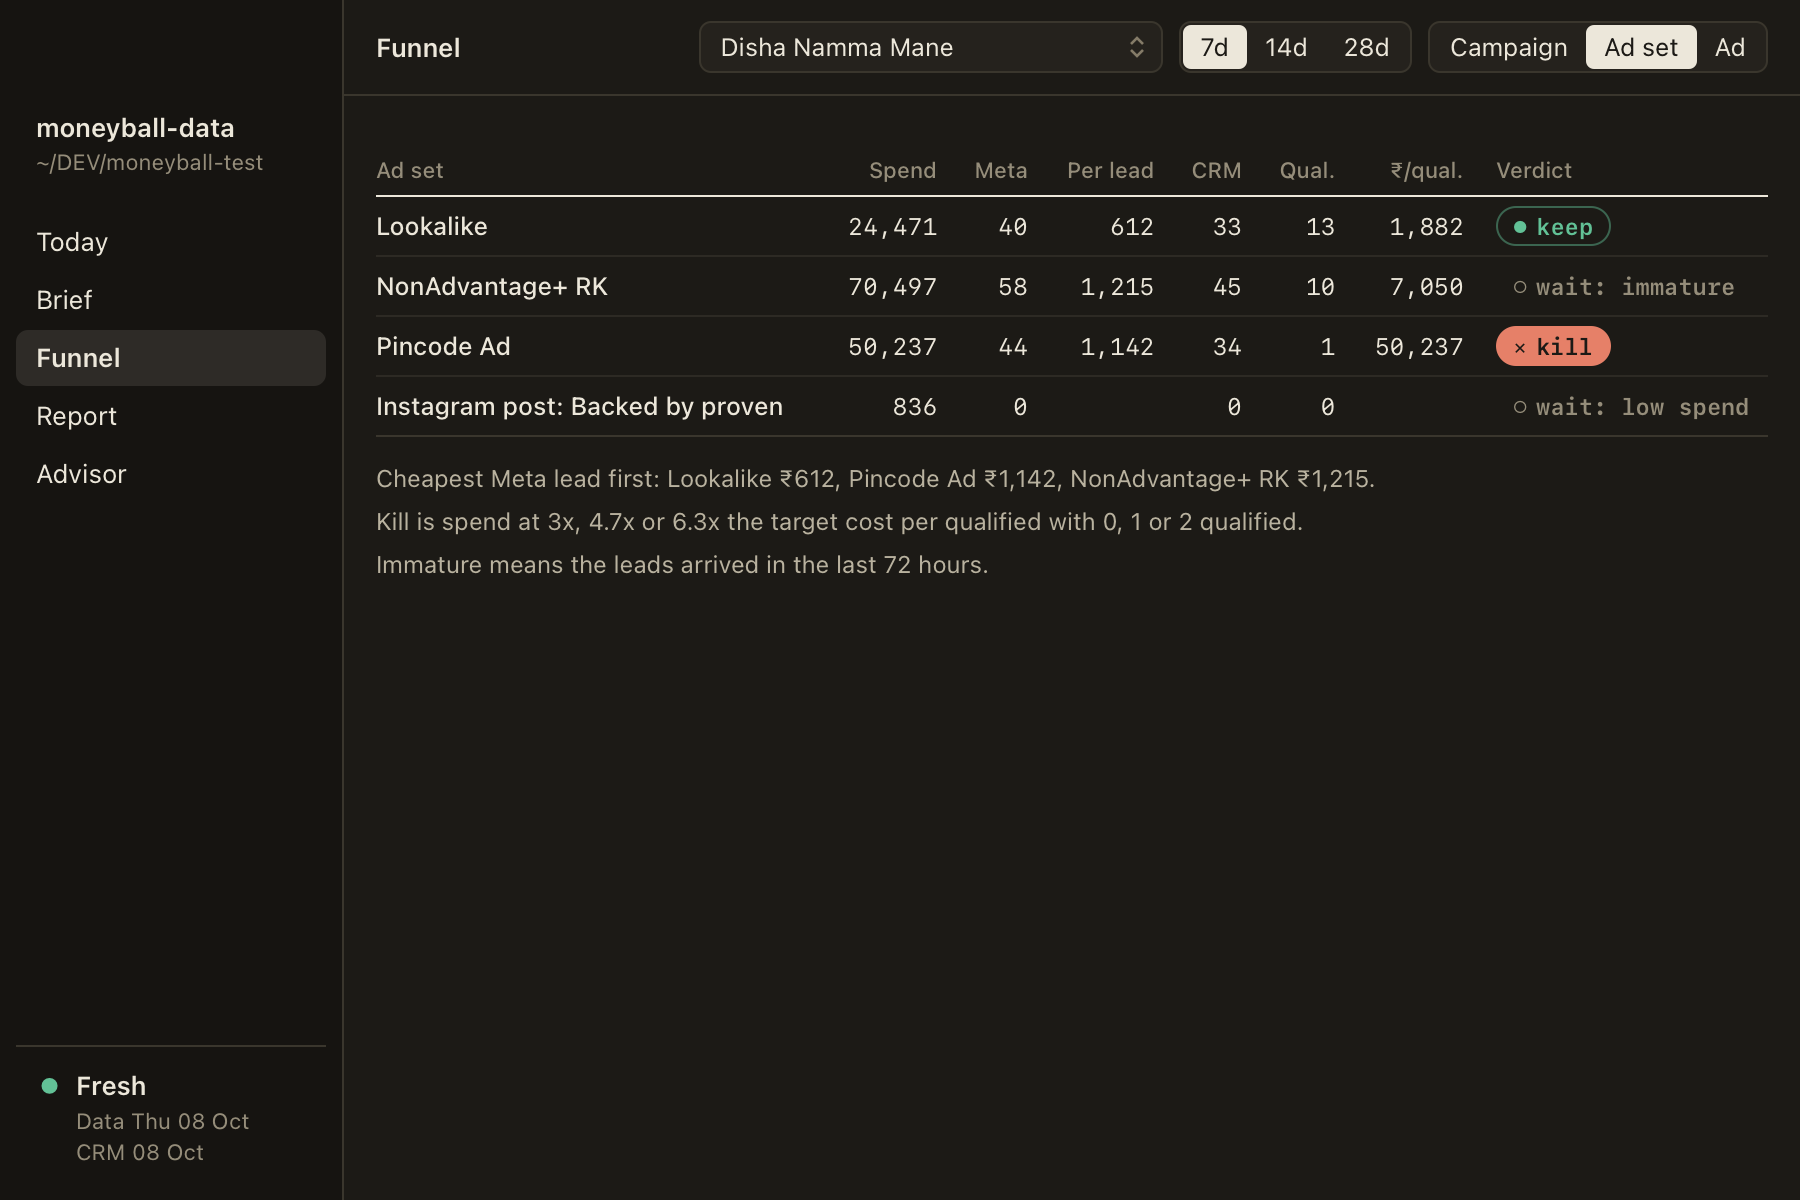 moneyball-data
~/DEV/moneyball-test
Today
Brief
Funnel
Report
Advisor
Fresh
Data Thu 08 Oct
CRM 08 Oct
Funnel Disha Namma Mane 7d 14d 28d Campaign Ad set Ad
Ad set Spend Meta Per lead CRM Qual. ₹/qual. Verdict
Lookalike 24,471 40 612 33 13 1,882 keep
NonAdvantage+ RK 70,497 58 1,215 45 10 7,050 wait: immature
Pincode Ad 50,237 44 1,142 34 1 50,237 × kill
Instagram post: Backed by proven 836 0 0 0 wait: low spend
Cheapest Meta lead first: Lookalike ₹612, Pincode Ad ₹1,142, NonAdvantage+ RK ₹1,215.
Kill is spend at 3x, 4.7x or 6.3x the target cost per qualified with 0, 1 or 2 qualified.
Immature means the leads arrived in the last 72 hours.